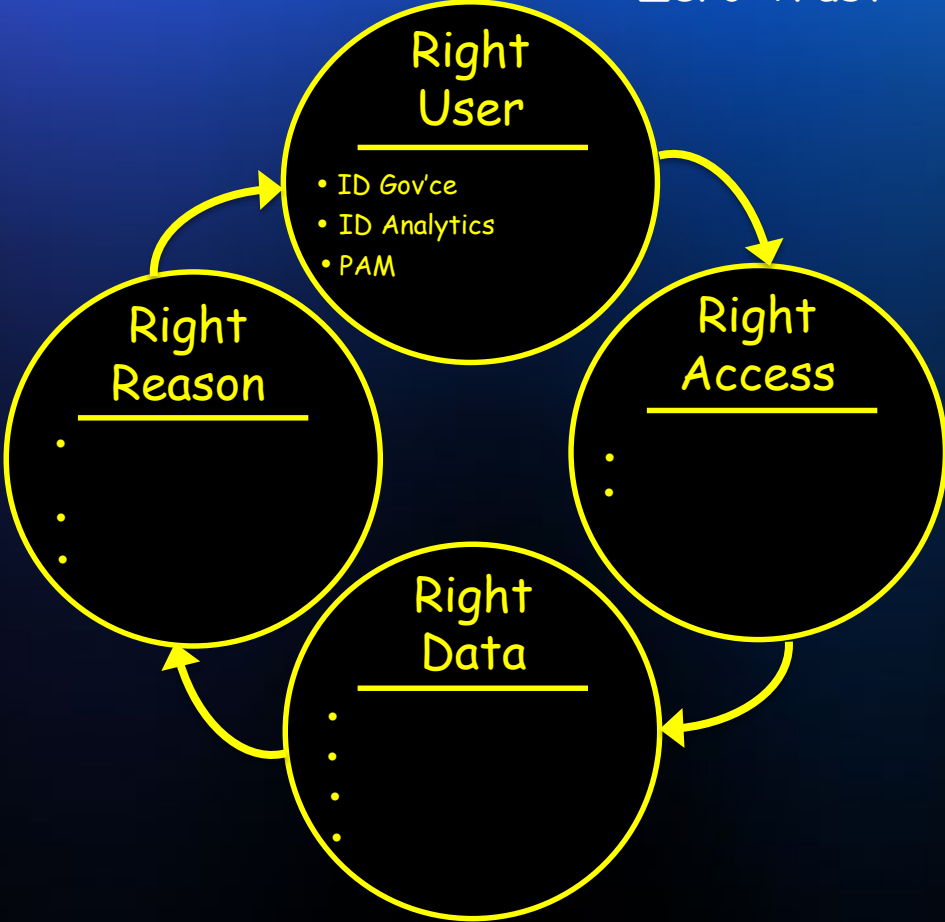 Right
User
• ID Gov'ce
• ID Analytics
• PAM
Right
Reason
•
•
•
Right
Access
•
•
Right
Data
•
•
•
•